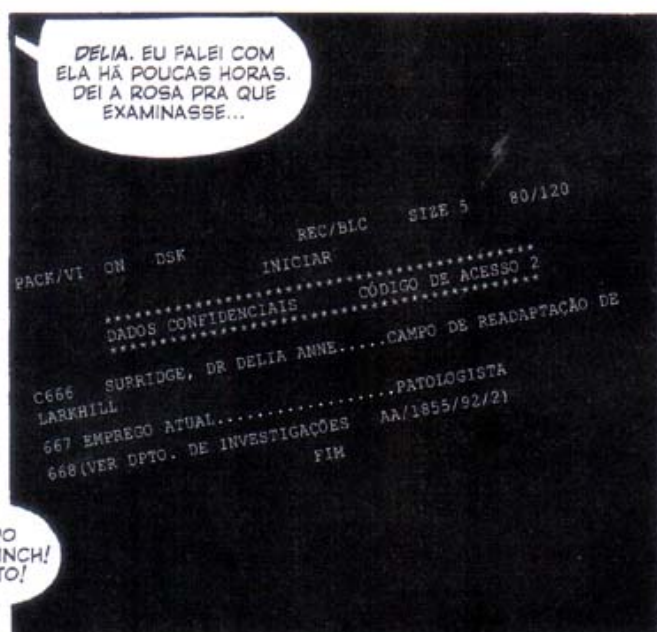 DELIA. EU FALEI COM
ELA HÁ POUCAS HORAS.
DEI A ROSA PRA QUE
EXAMINASSE...
PACK/VI ON DSK REC/BLC SIZE 5 80/120
INICIAR
****************************************
DADOS CONFIDENCIAIS CÓDIGO DE ACESSO 2
****************************************
C666 SURRIDGE, DR DELIA ANNE.....CAMPO DE READAPTAÇÃO DE
LARKHILL
667 EMPREGO ATUAL..................PATOLOGISTA
668(VER DPTO. DE INVESTIGAÇÕES AA/1855/92/2)
FIM
INCH!
TO!